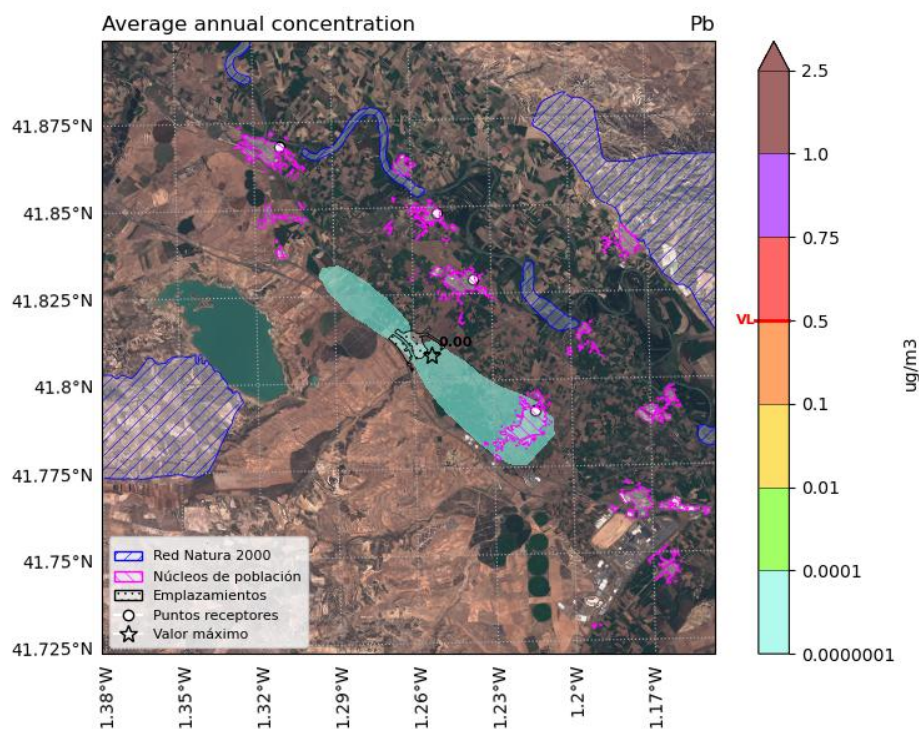 Average annual concentration Pb
41.875°N
41.85°N
41.825°N
41.8°N
41.775°N
41.75°N
41.725°N
0.00
Red Natura 2000
Núcleos de población
Emplazamientos
Puntos receptores
Valor máximo
1.38°W
1.35°W
1.32°W
1.29°W
1.26°W
1.23°W
1.2°W
1.17°W
2.5
1.0
0.75
VL 0.5
0.1
0.01
0.0001
0.0000001
ug/m3